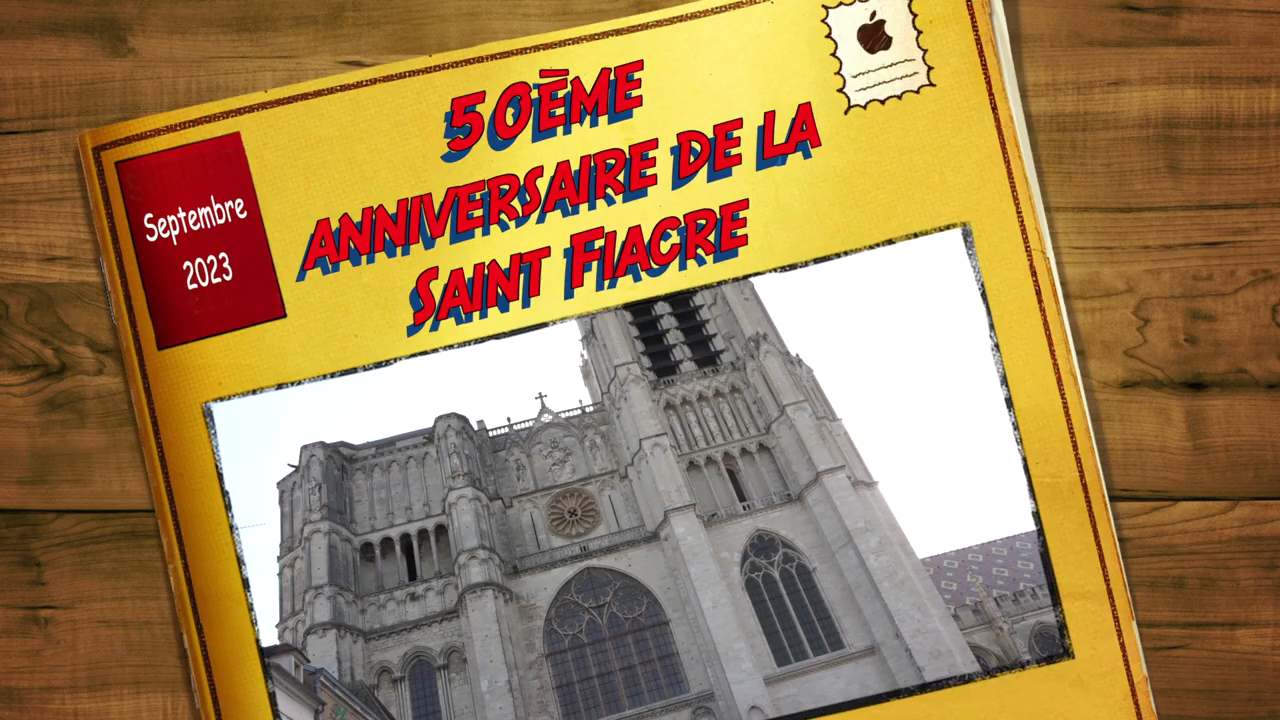 50ÈME
ANNIVERSAIRE DE LA
SAINT FIACRE
Septembre
2023